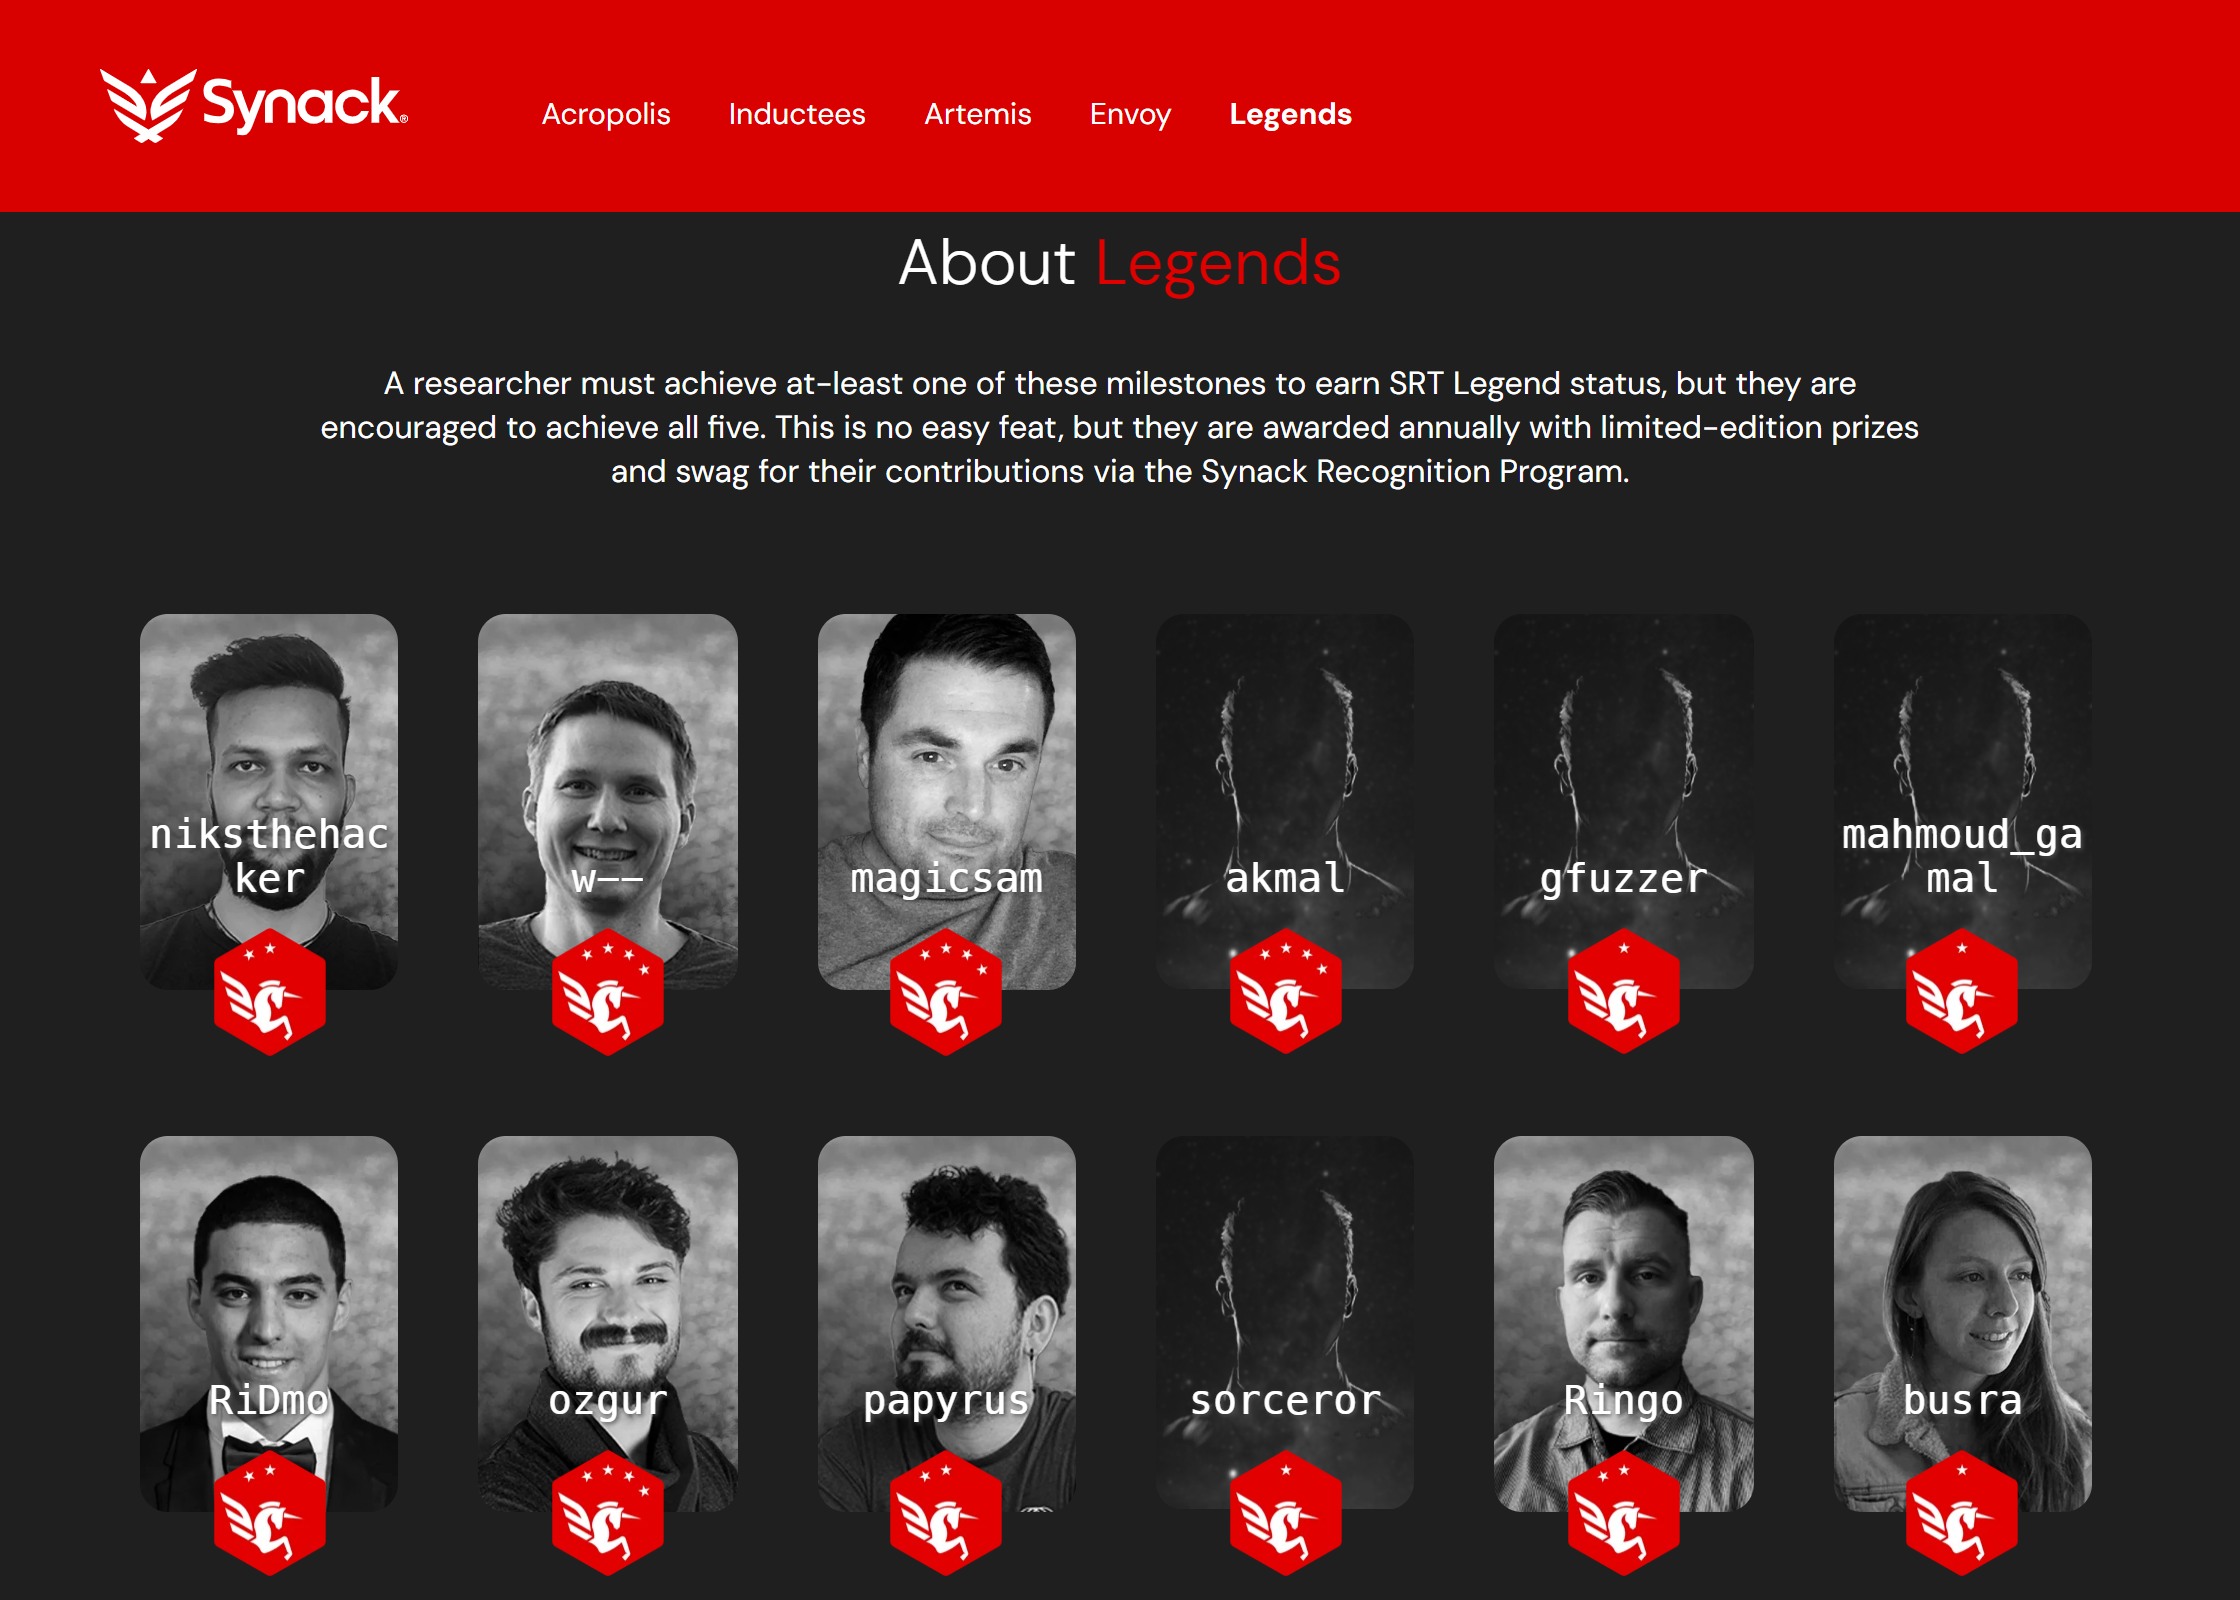 Synack®
Acropolis
Inductees
Artemis
Envoy
Legends
About Legends
A researcher must achieve at-least one of these milestones to earn SRT Legend status, but they are
encouraged to achieve all five. This is no easy feat, but they are awarded annually with limited-edition prizes
and swag for their contributions via the Synack Recognition Program.
niksthehac
ker
w--
magicsam
akmal
gfuzzer
mahmoud_ga
mal
RiDmo
ozgur
papyrus
sorceror
Ringo
busra